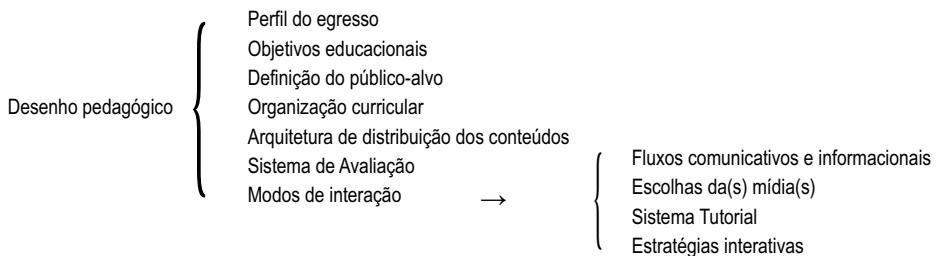 Perfil do egresso
Objetivos educacionais
Definição do público-alvo
Desenho pedagógico
Organização curricular
Arquitetura de distribuição dos conteúdos
Sistema de Avaliação
Modos de interação →
Fluxos comunicativos e informacionais
Escolhas da(s) mídia(s)
Sistema Tutorial
Estratégias interativas